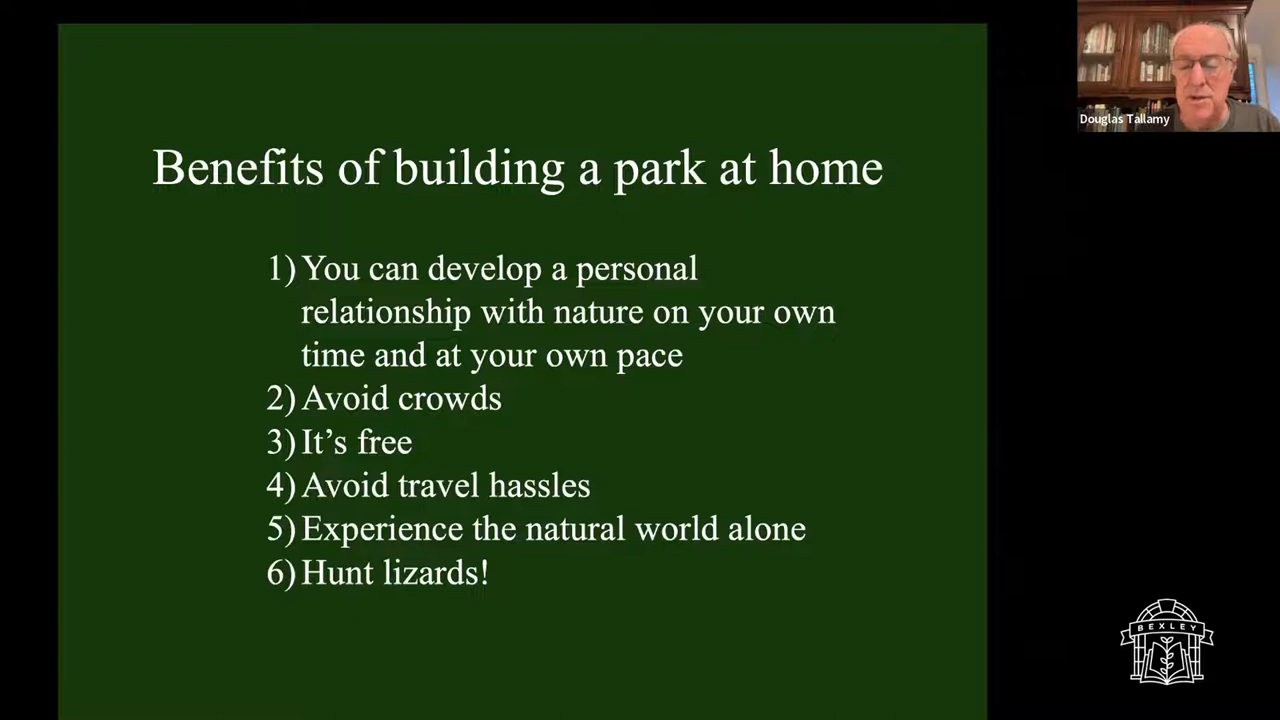 Benefits of building a park at home
1) You can develop a personal
relationship with nature on your own
time and at your own pace
2) Avoid crowds
3) It’s free
4) Avoid travel hassles
5) Experience the natural world alone
6) Hunt lizards!
Douglas Tallamy
BEXLEY